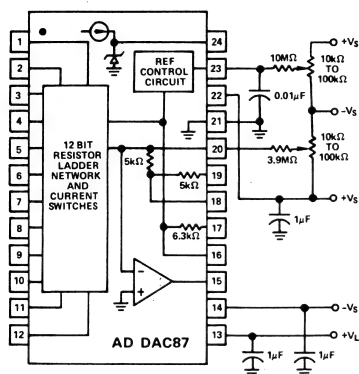 1
24
2
REF
CONTROL
CIRCUIT
23
10MΩ
10kΩ
TO
100kΩ
+VS
3
22
0.01μF
4
21
-VS
12 BIT
RESISTOR
LADDER
NETWORK
AND
CURRENT
SWITCHES
5
5kΩ
20
3.9MΩ
10kΩ
TO
100kΩ
6
5kΩ
19
7
18
+VS
8
6.3kΩ
17
1μF
9
16
10
-
+
15
11
14
-VS
12
13
+VL
AD DAC87
1μF
1μF